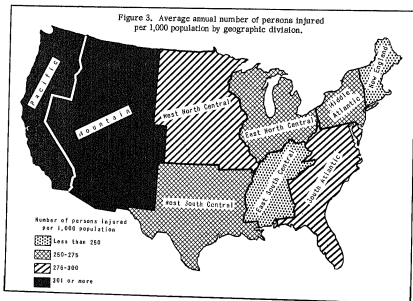 Figure 3. Average annual number of persons injured
per 1,000 population by geographic division.
Pacific
Mountain
West North Central
East North Central
Middle Atlantic
New England
West South Central
East South Central
South Atlantic
Number of persons injured
per 1,000 population
Less than 250
250-275
276-300
301 or more